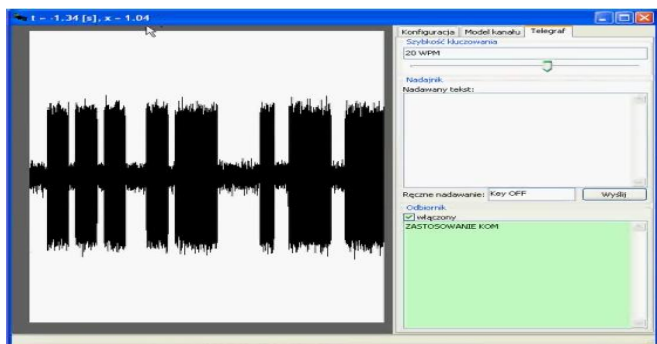 t = -1.34 [s], x = 1.04
Konfiguracja Model kanału Telegraf
Szybkość kluczowania
20 WPM
Nadajnik
Nadawany tekst:
Ręczne nadawanie: Key OFF Wyślij
Odbiornik
włączony
ZASTOSOWANIE KOM